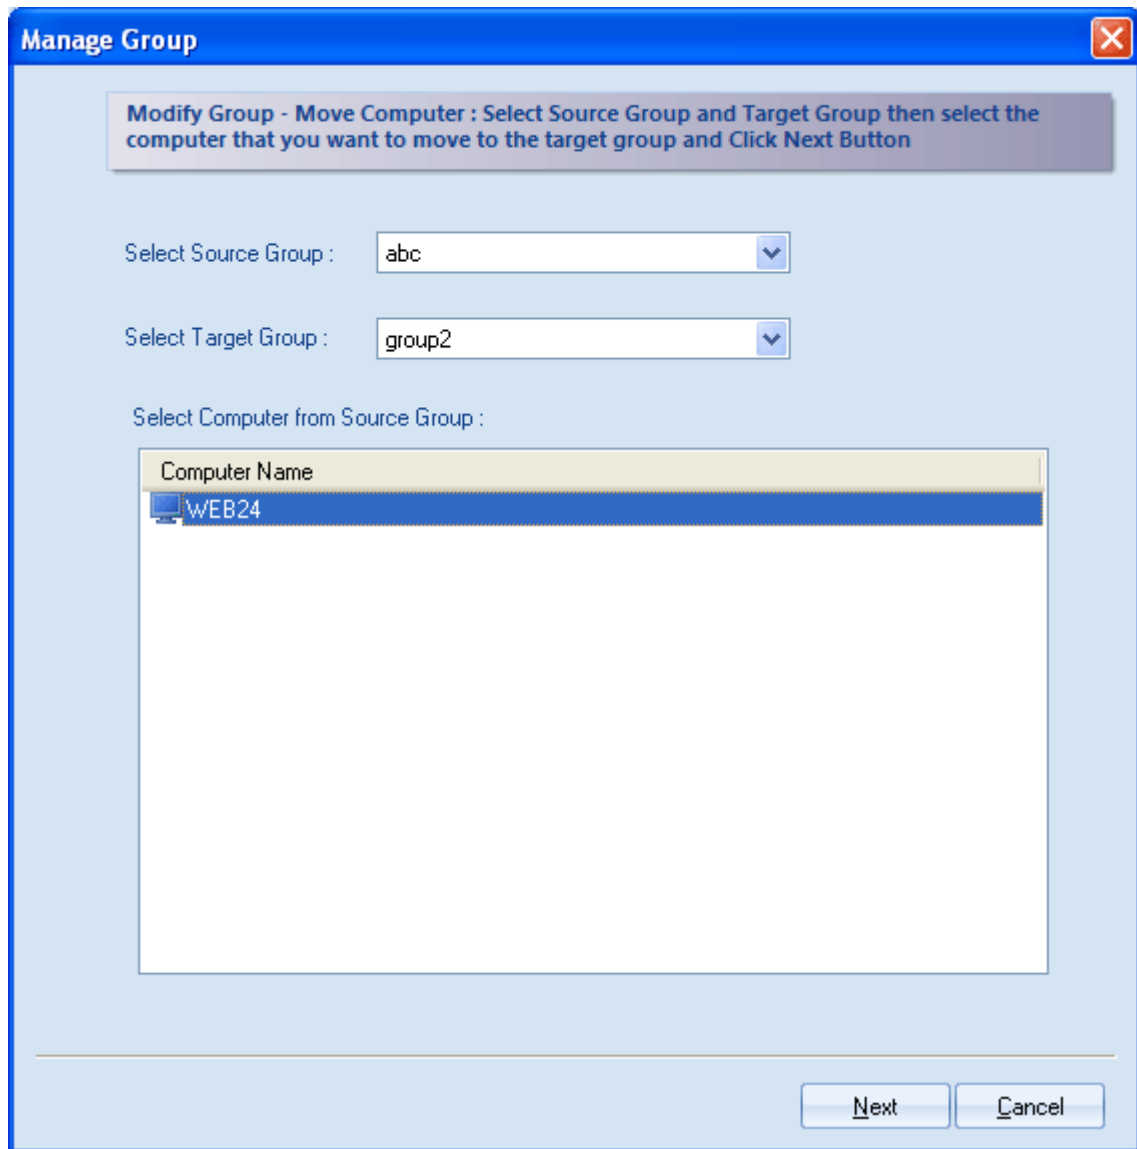 Manage Group
Modify Group - Move Computer : Select Source Group and Target Group then select the
computer that you want to move to the target group and Click Next Button
Select Source Group : abc
Select Target Group : group2
Select Computer from Source Group :
Computer Name
WEB24
Next Cancel